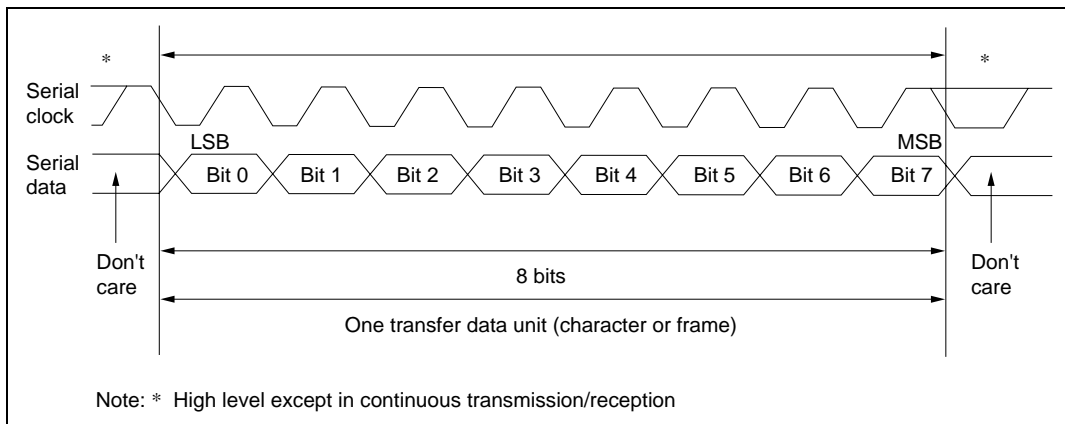 * *
Serial
clock
LSB MSB
Serial
data
Bit 0 Bit 1 Bit 2 Bit 3 Bit 4 Bit 5 Bit 6 Bit 7
Don't
care
Don't
care
8 bits
One transfer data unit (character or frame)
Note: * High level except in continuous transmission/reception